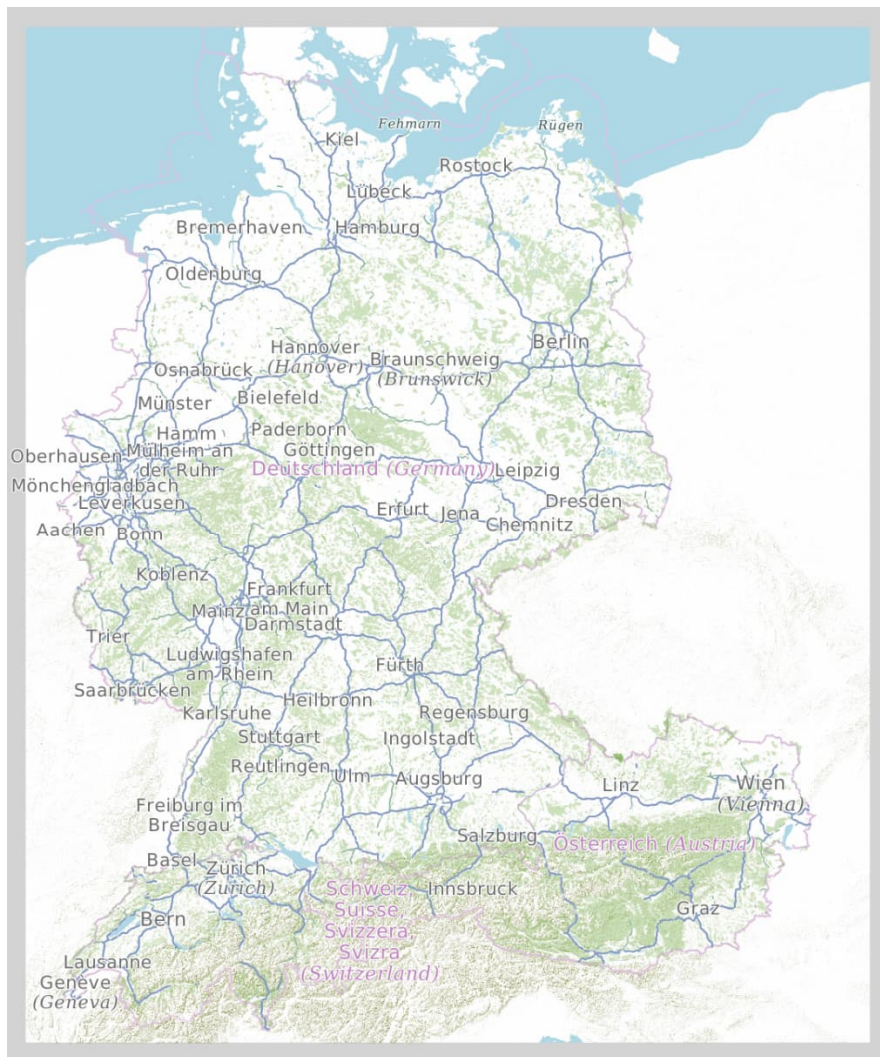 Fehmarn
Rügen
Kiel
Rostock
Lübeck
Bremerhaven
Hamburg
Oldenburg
Berlin
Hannover
(Hanover)
Braunschweig
(Brunswick)
Osnabrück
Münster
Bielefeld
Hamm
Paderborn
Göttingen
Oberhausen
Mülheim an
der Ruhr
Deutschland (Germany)
Leipzig
Mönchengladbach
Leverkusen
Erfurt
Jena
Dresden
Chemnitz
Aachen
Bonn
Koblenz
Frankfurt
am Main
Mainz
Darmstadt
Trier
Ludwigshafen
am Rhein
Fürth
Saarbrücken
Heilbronn
Karlsruhe
Regensburg
Stuttgart
Ingolstadt
Reutlingen
Ulm
Augsburg
Linz
Wien
(Vienna)
Freiburg im
Breisgau
Salzburg
Österreich (Austria)
Basel
Zürich
(Zurich)
Schweiz,
Suisse,
Svizzera,
Svizra
(Switzerland)
Innsbruck
Bern
Graz
Lausanne
Genève
(Geneva)